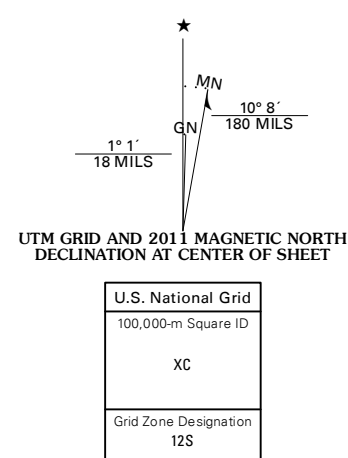 ★
MN
GN
10° 8´
180 MILS
1° 1´
18 MILS
UTM GRID AND 2011 MAGNETIC NORTH
DECLINATION AT CENTER OF SHEET
U.S. National Grid
100,000-m Square ID
XC
Grid Zone Designation
12S